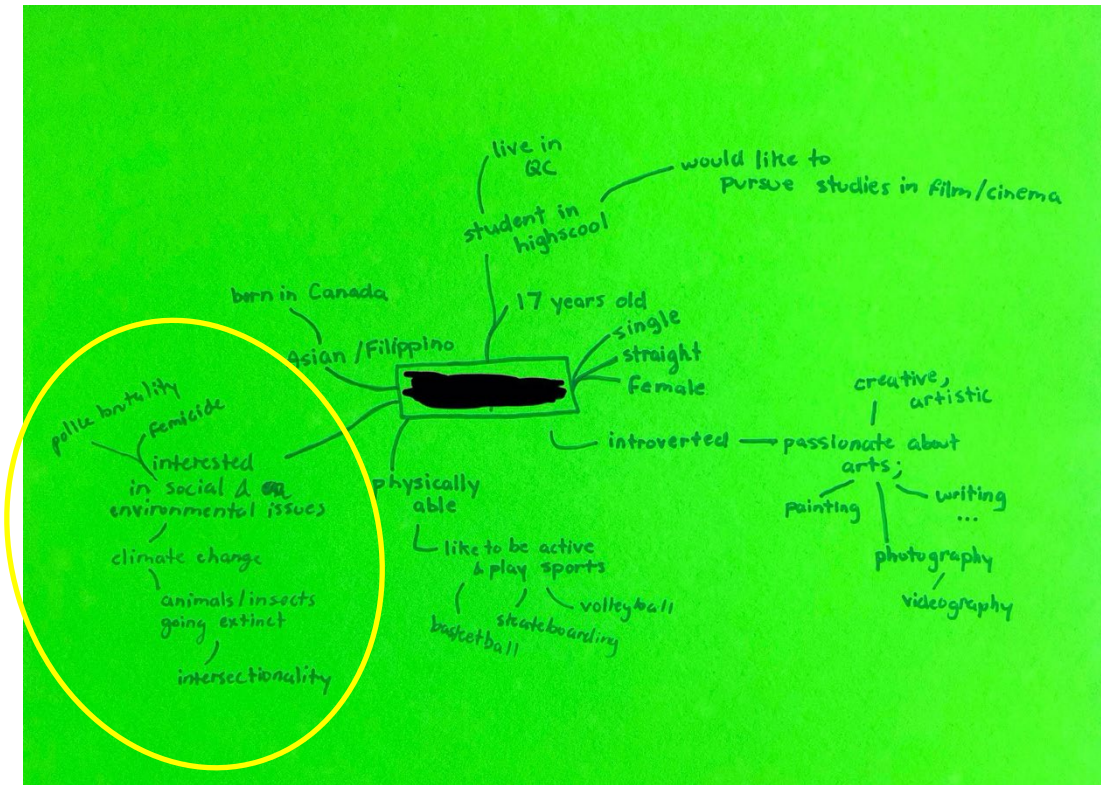 live in
QC
would like to
pursue studies in film/cinema
student in
highscool
born in Canada
17 years old
Asian /Filippino
single
straight
female
police brutality
femicide
interested
in social &
environmental issues
climate change
animals/insects
going extinct
intersectionality
physically
able
like to be active
& play sports
basketball
skateboarding
volleyball
introverted
passionate about
arts;
creative,
artistic
painting
writing
...
photography
videography